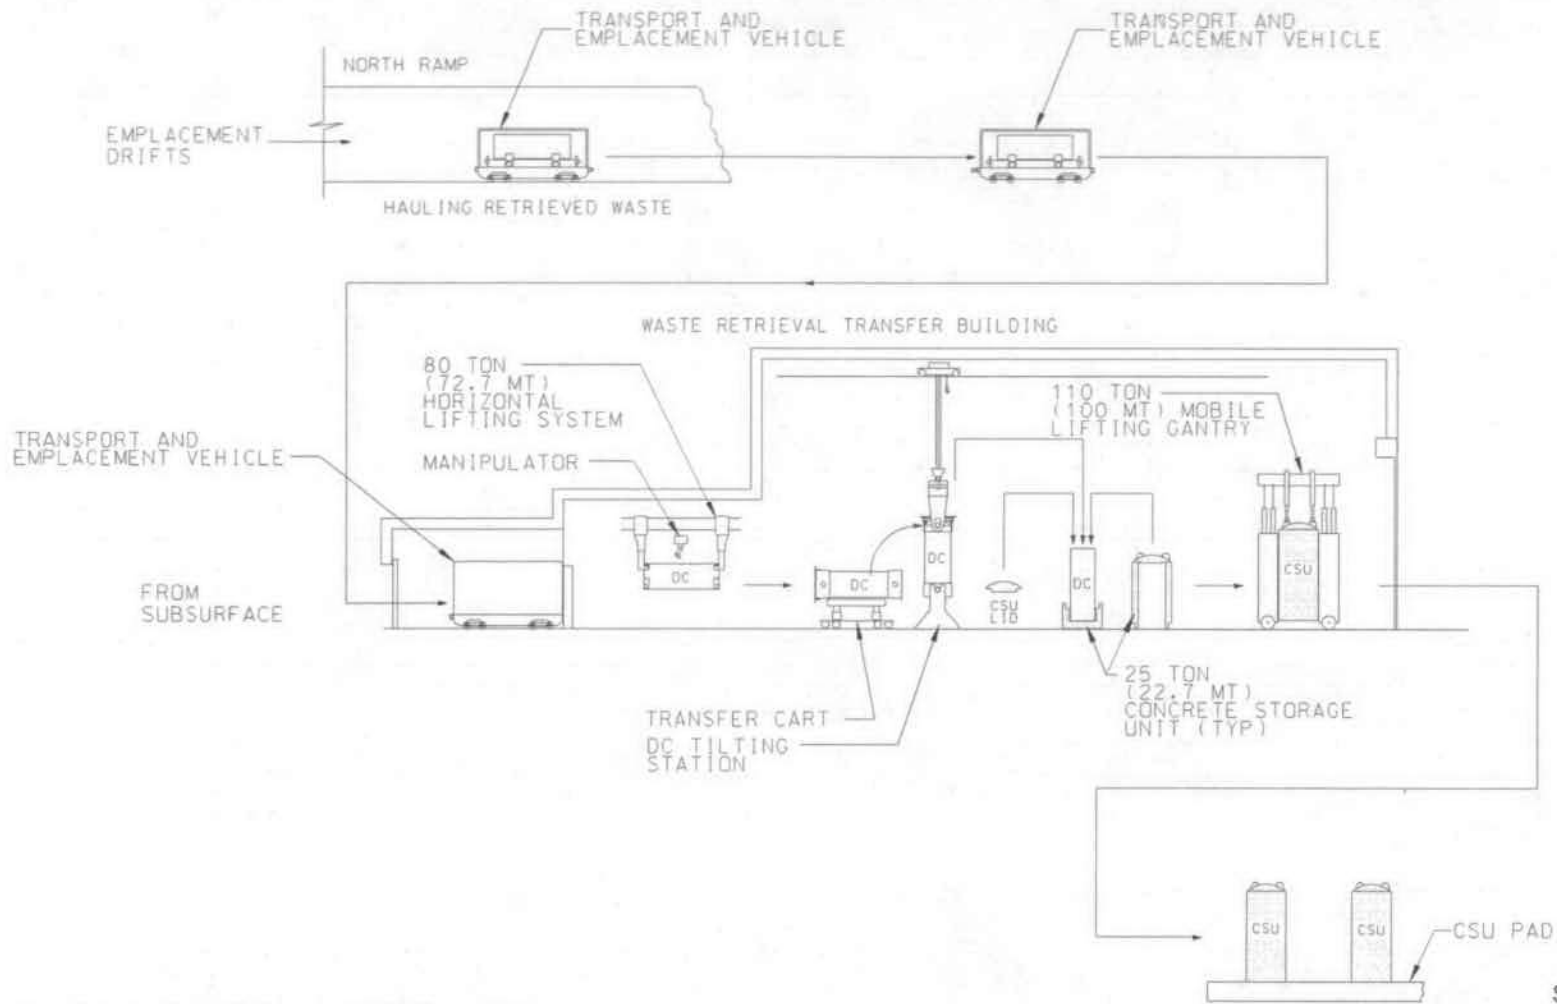 TRANSPORT AND
EMPLACEMENT VEHICLE
TRANSPORT AND
EMPLACEMENT VEHICLE
NORTH RAMP
EMPLACEMENT
DRIFTS
HAULING RETRIEVED WASTE
WASTE RETRIEVAL TRANSFER BUILDING
80 TON
(72.7 MT)
HORIZONTAL
LIFTING SYSTEM
110 TON
(100 MT) MOBILE
LIFTING GANTRY
TRANSPORT AND
EMPLACEMENT VEHICLE
MANIPULATOR
DC
DC
DC
DC
CSU
CSU
LID
FROM
SUBSURFACE
25 TON
(22.7 MT)
CONCRETE STORAGE
UNIT (TYP)
TRANSFER CART
DC TILTING
STATION
CSU
CSU
CSU PAD